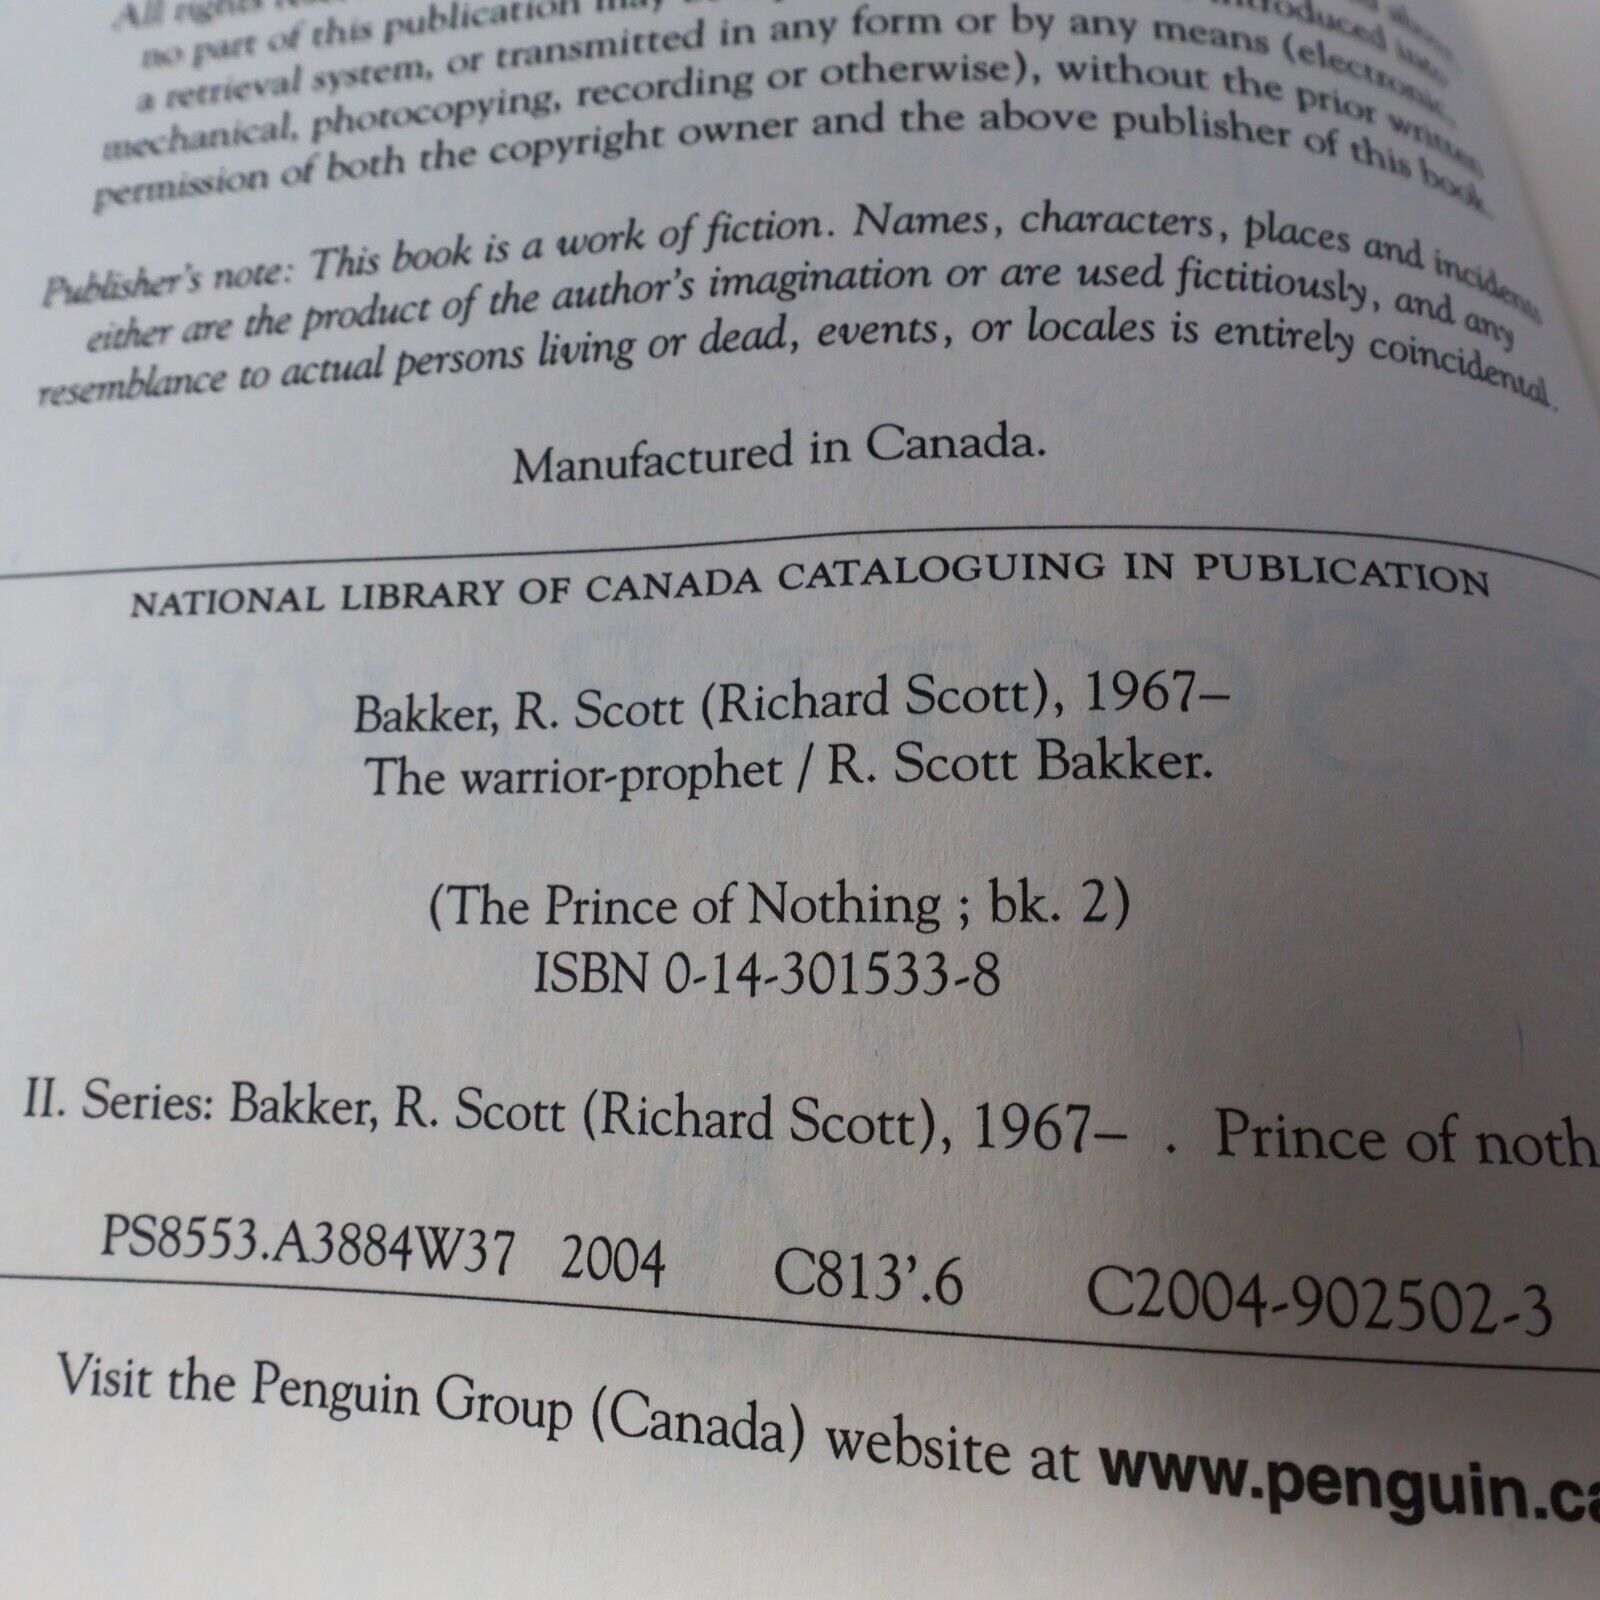 All rights
no part of this publication may introduced into
a retrieval system, or transmitted in any form or by any means (electronic,
mechanical, photocopying, recording or otherwise), without the prior written
permission of both the copyright owner and the above publisher of this book.
Publisher's note: This book is a work of fiction. Names, characters, places and incidents
either are the product of the author's imagination or are used fictitiously, and any
resemblance to actual persons living or dead, events, or locales is entirely coincidental.
Manufactured in Canada.
NATIONAL LIBRARY OF CANADA CATALOGUING IN PUBLICATION
Bakker, R. Scott (Richard Scott), 1967–
The warrior-prophet / R. Scott Bakker.
(The Prince of Nothing ; bk. 2)
ISBN 0-14-301533-8
II. Series: Bakker, R. Scott (Richard Scott), 1967– . Prince of noth
PS8553.A3884W37 2004 C813'.6 C2004-902502-3
Visit the Penguin Group (Canada) website at www.penguin.ca